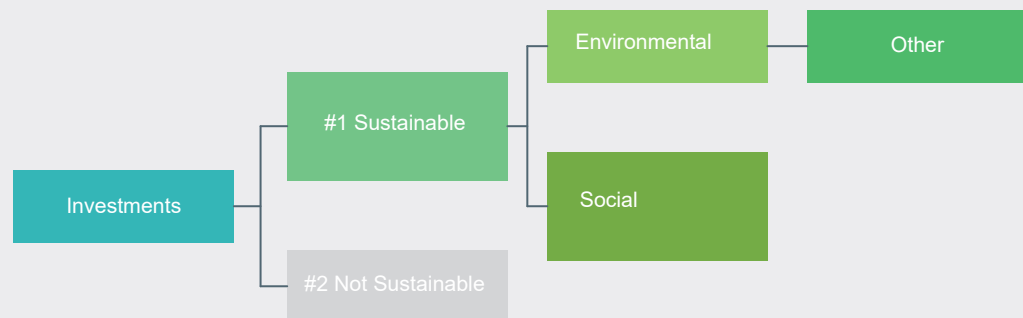 Environmental
Other
#1 Sustainable
Social
Investments
#2 Not Sustainable